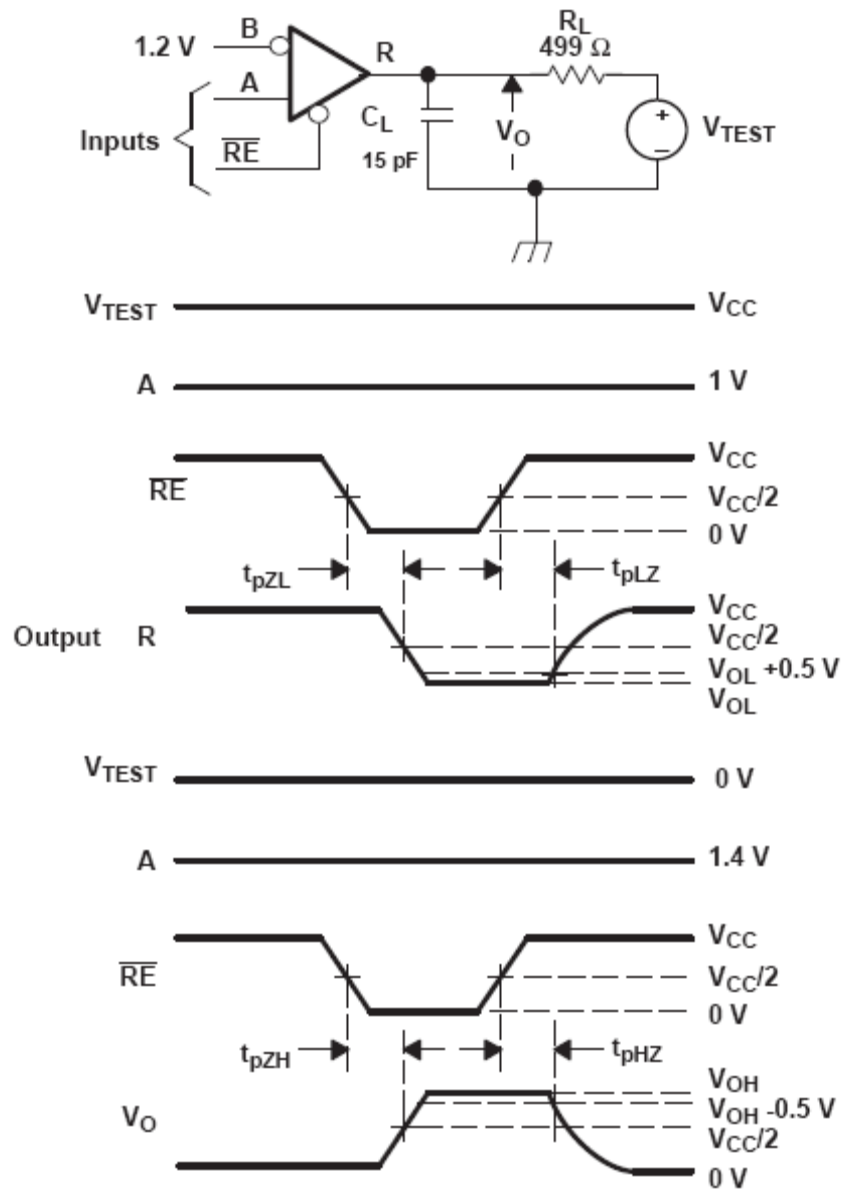 B
1.2 V
A
Inputs
RE
R
C_L
15 pF
V_O
R_L
499 Ω
+
−
V_TEST
V_TEST
V_CC
A
1 V
RE
V_CC
V_CC/2
0 V
t_pZL
t_pLZ
Output R
V_CC
V_CC/2
V_OL +0.5 V
V_OL
V_TEST
0 V
A
1.4 V
RE
V_CC
V_CC/2
0 V
t_pZH
t_pHZ
V_O
V_OH
V_OH -0.5 V
V_CC/2
0 V